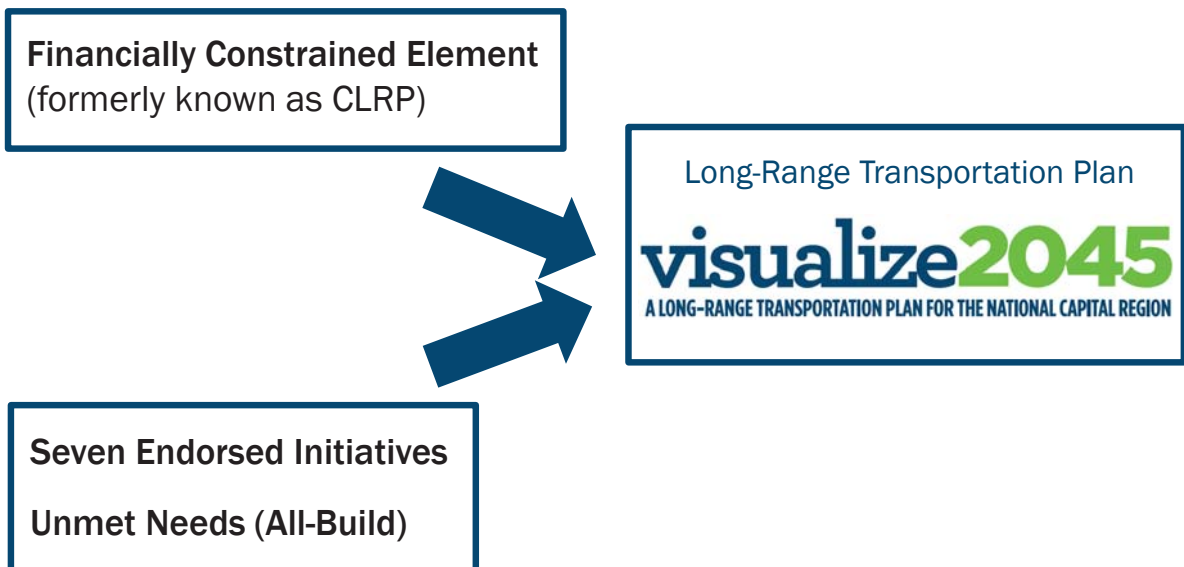 Financially Constrained Element
(formerly known as CLRP)
Long-Range Transportation Plan
visualize2045
A LONG-RANGE TRANSPORTATION PLAN FOR THE NATIONAL CAPITAL REGION
Seven Endorsed Initiatives
Unmet Needs (All-Build)